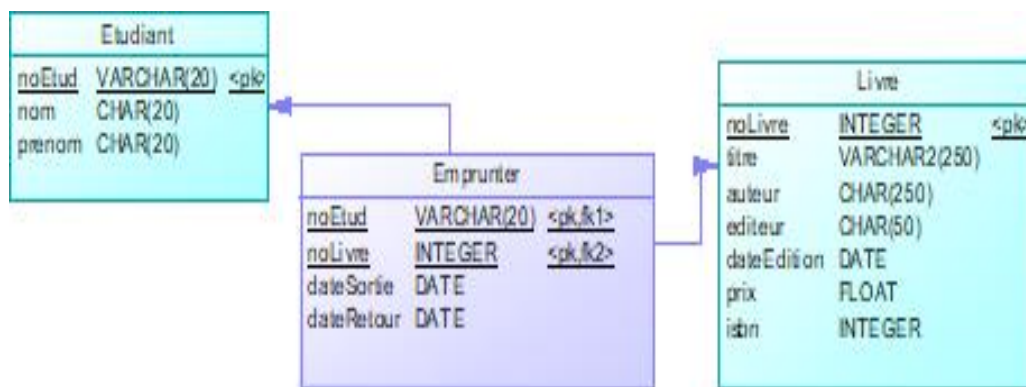 Etudiant
noEtud VARCHAR(20) <pk>
nom CHAR(20)
prenom CHAR(20)
Emprunter
noEtud VARCHAR(20) <pk,fk1>
noLivre INTEGER <pk,fk2>
dateSortie DATE
dateRetour DATE
Livre
noLivre INTEGER <pk>
titre VARCHAR2(250)
auteur CHAR(250)
editeur CHAR(50)
dateEdition DATE
prix FLOAT
isbn INTEGER